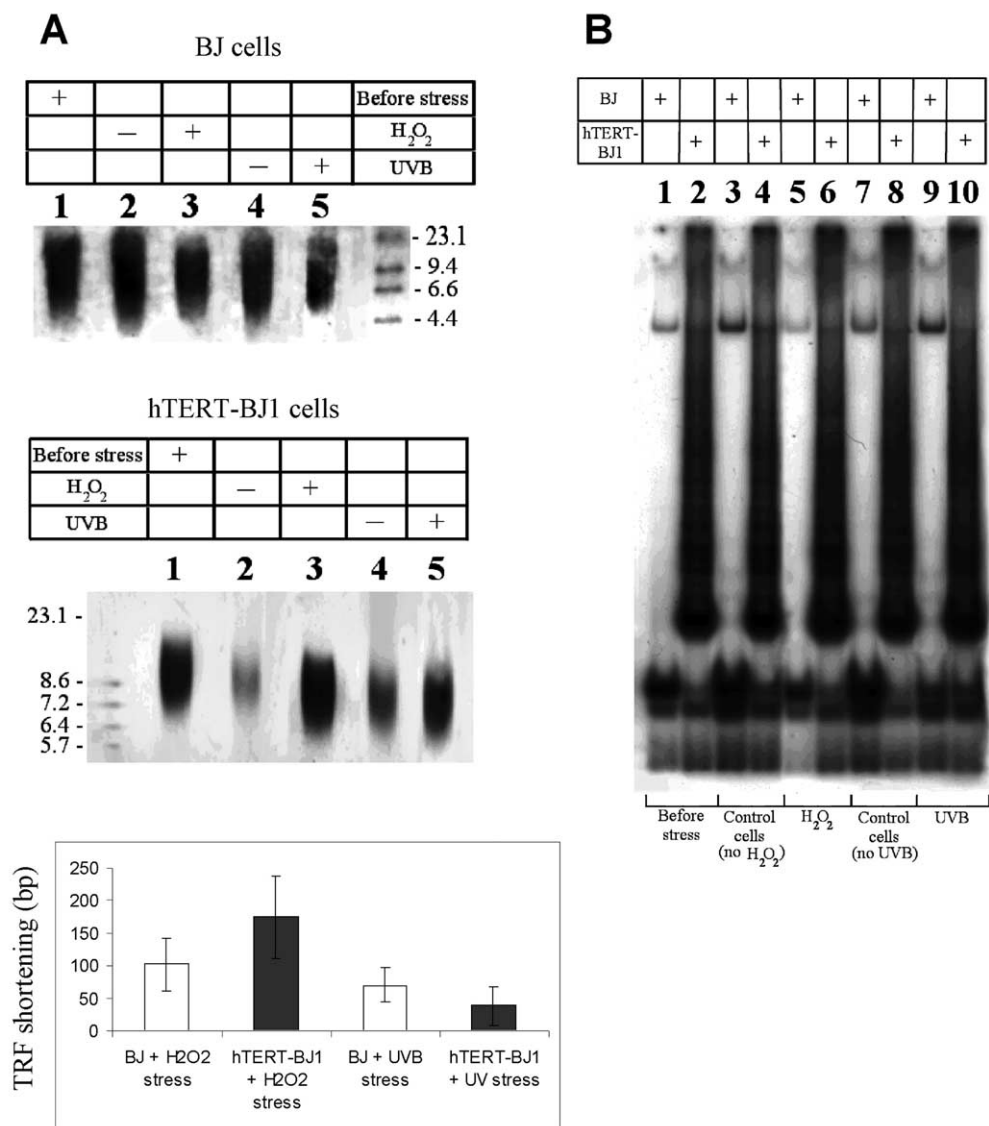 A
BJ cells
+ Before stress
– + H₂O₂
– + UVB
1 2 3 4 5
- 23.1
- 9.4
- 6.6
- 4.4
hTERT-BJ1 cells
Before stress +
H₂O₂ – +
UVB – +
1 2 3 4 5
23.1 -
8.6 -
7.2 -
6.4 -
5.7 -
TRF shortening (bp)
250
200
150
100
50
0
BJ + H2O2 stress
hTERT-BJ1 + H2O2 stress
BJ + UVB stress
hTERT-BJ1 + UV stress
B
BJ + + + + +
hTERT-BJ1 + + + + +
1 2 3 4 5 6 7 8 9 10
Before stress
Control cells (no H₂O₂)
H₂O₂
Control cells (no UVB)
UVB